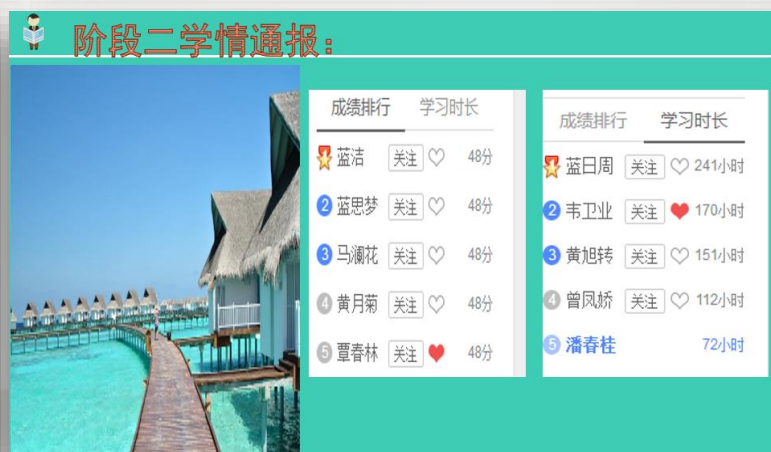 阶段二学情通报：
成绩排行 学习时长
蓝洁 关注 48分
2 蓝思梦 关注 48分
3 马澜花 关注 48分
4 黄月菊 关注 48分
5 覃春林 关注 48分
成绩排行 学习时长
蓝日周 关注 241小时
2 韦卫业 关注 170小时
3 黄旭转 关注 151小时
4 曾凤娇 关注 112小时
5 潘春桂 72小时